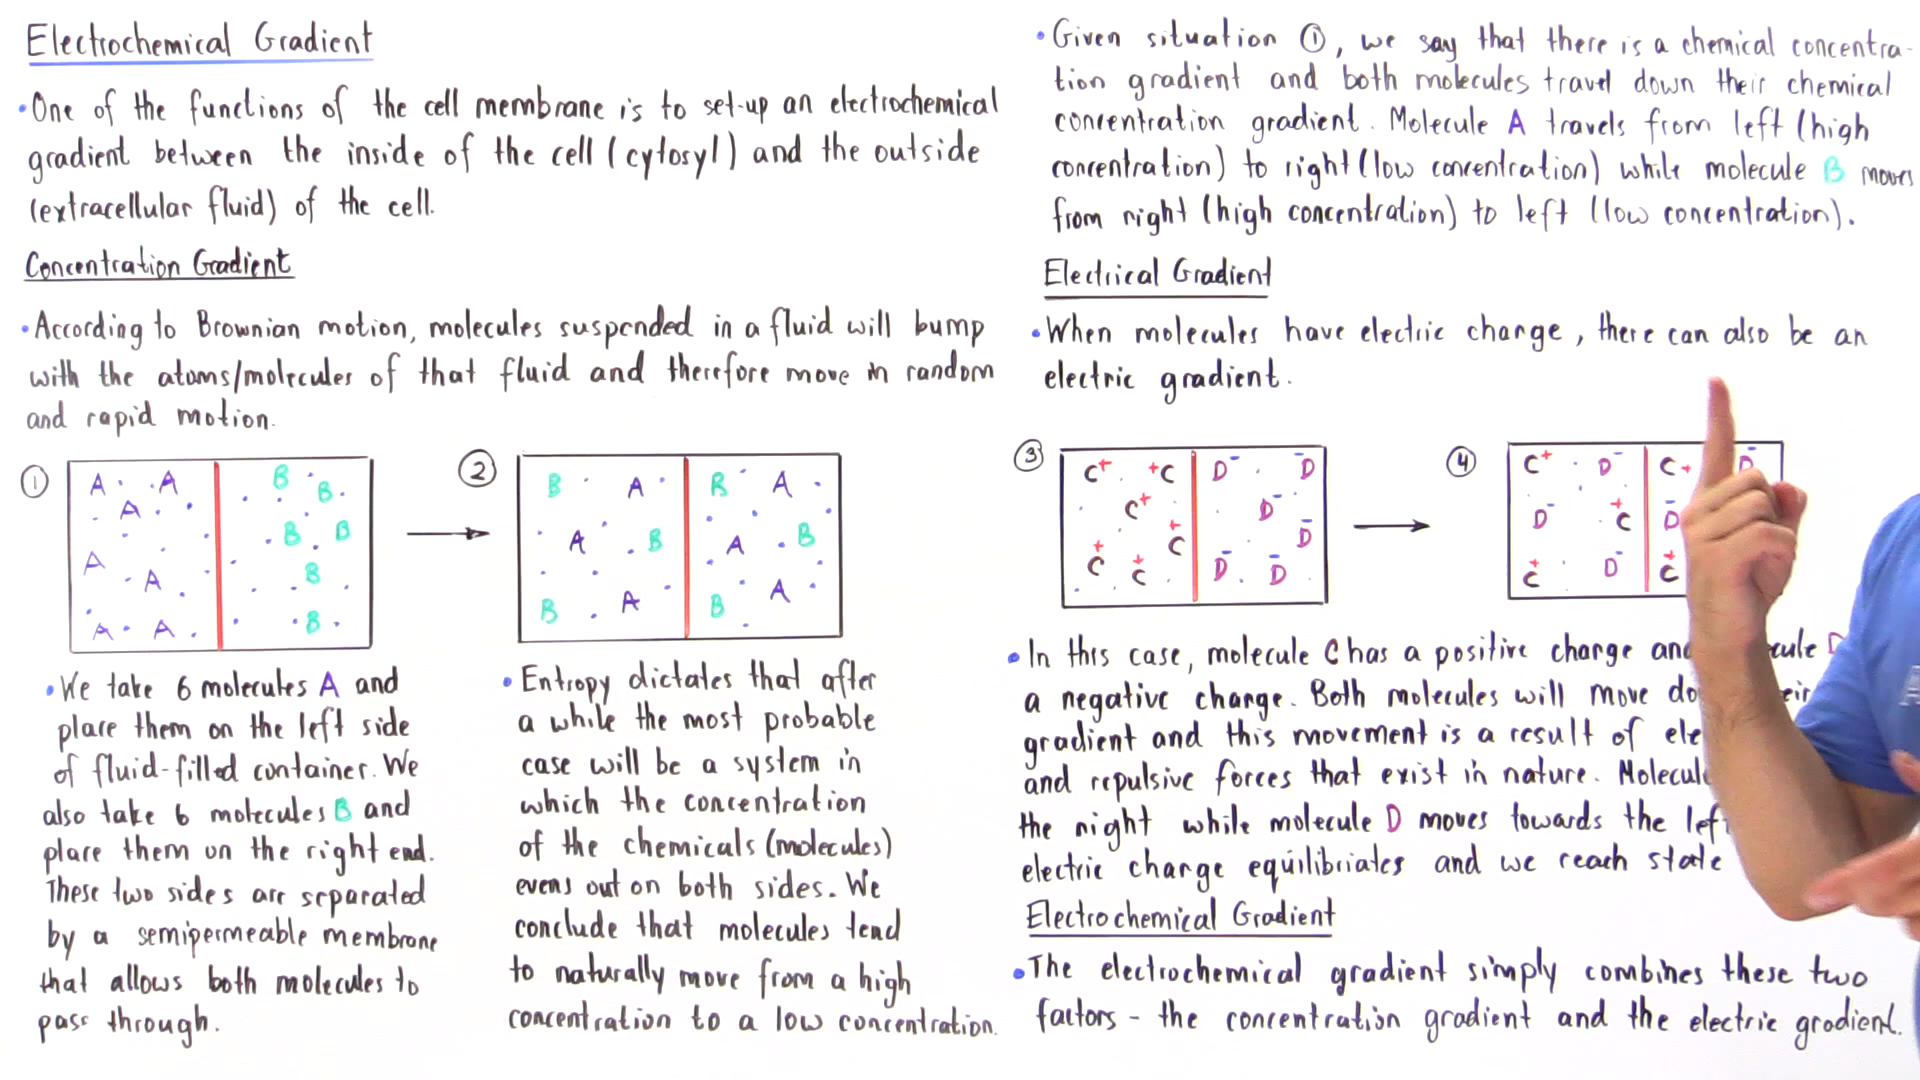 Electrochemical Gradient
• One of the functions of the cell membrane is to set-up an electrochemical
gradient between the inside of the cell (cytosyl) and the outside
(extracellular fluid) of the cell.
Concentration Gradient
• According to Brownian motion, molecules suspended in a fluid will bump
with the atoms/molecules of that fluid and therefore move in random
and rapid motion.
1
A A B B
A
B B
A A B
A A B
2
B A B A
A B A B
B A B A
• We take 6 molecules A and
place them on the left side
of fluid-filled container. We
also take 6 molecules B and
place them on the right end.
These two sides are separated
by a semipermeable membrane
that allows both molecules to
pass through.
• Entropy dictates that after
a while the most probable
case will be a system in
which the concentration
of the chemicals (molecules)
evens out on both sides. We
conclude that molecules tend
to naturally move from a high
concentration to a low concentration.
• Given situation ①, we say that there is a chemical concentra-
tion gradient and both molecules travel down their chemical
concentration gradient. Molecule A travels from left (high
concentration) to right (low concentration) while molecule B moves
from right (high concentration) to left (low concentration).
Electrical Gradient
• When molecules have electric charge, there can also be an
electric gradient.
3
C+ +C D- D-
C+ D-
C+ D-
C+ C+ D- D-
4
C+ D- C+ D-
D- C+ D-
C+ D- C+
• In this case, molecule C has a positive charge and D
a negative charge. Both molecules will move
gradient and this movement is a result of
and repulsive forces that exist in nature.
the right while molecule D moves towards the
electric charge equilibriates and we reach state
Electrochemical Gradient
• The electrochemical gradient simply combines these two
factors - the concentration gradient and the electric gradient.